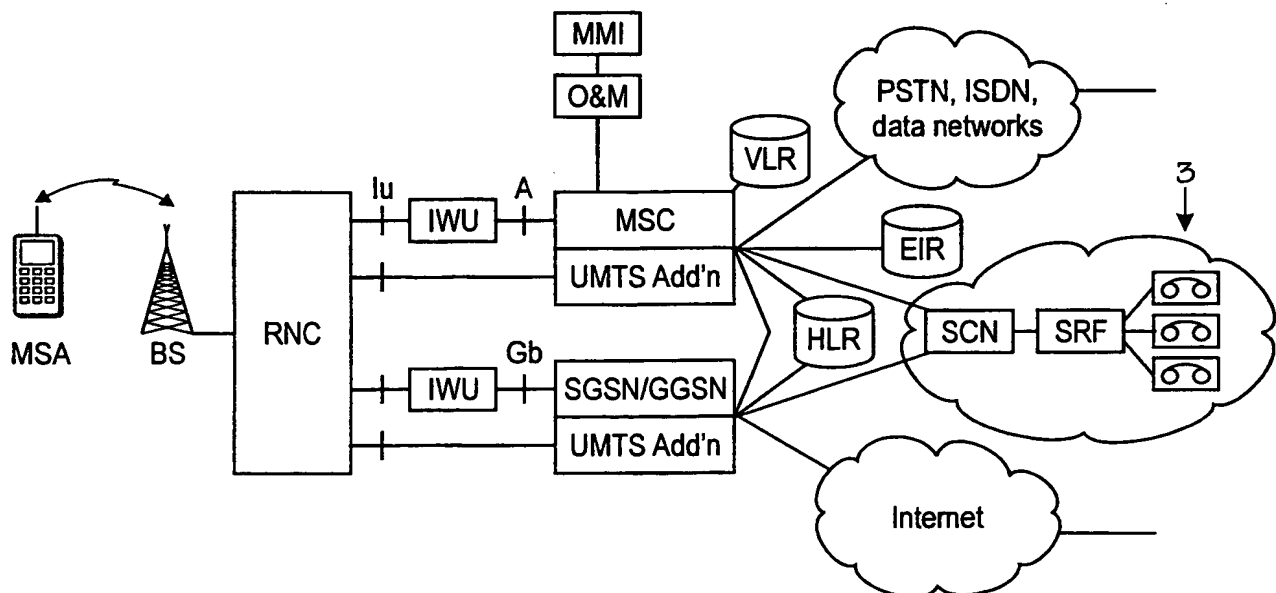 MMI
O&M
PSTN, ISDN,
data networks
VLR
3
Iu
A
IWU
MSC
EIR
UMTS Add'n
MSA
BS
RNC
HLR
SCN
SRF
Gb
IWU
SGSN/GGSN
UMTS Add'n
Internet